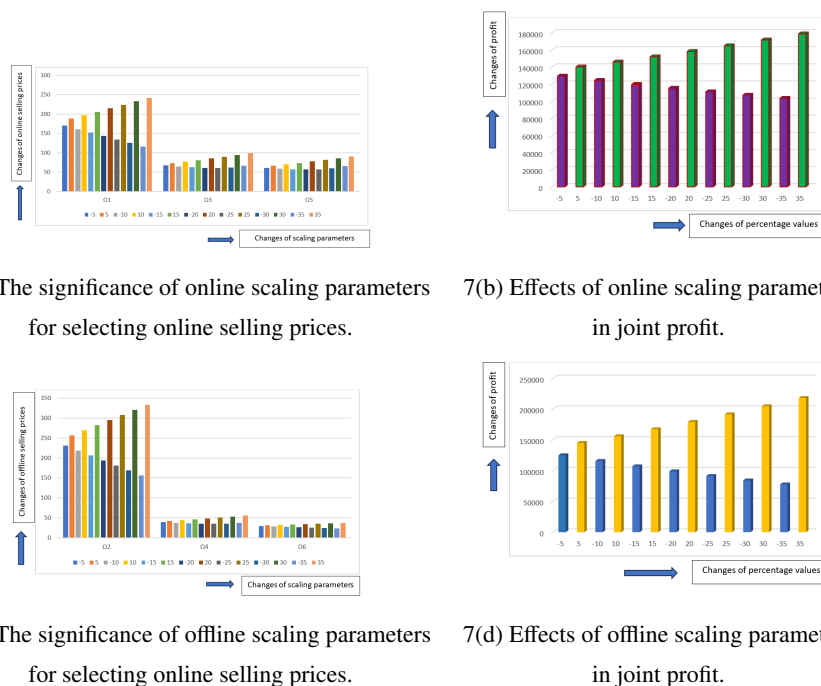 Changes of online selling prices
300
250
200
150
100
50
0
O1 O3 O5
-5 5 -10 10 -15 15 -20 20 -25 25 -30 30 -35 35
Changes of scaling parameters
The significance of online scaling parameters
for selecting online selling prices.
Changes of profit
180000
160000
140000
120000
100000
80000
60000
40000
20000
0
-5 5 -10 10 -15 15 -20 20 -25 25 -30 30 -35 35
Changes of percentage values
7(b) Effects of online scaling paramet
in joint profit.
Changes of offline selling prices
350
300
250
200
150
100
50
0
O2 O4 O6
-5 5 -10 10 -15 15 -20 20 -25 25 -30 30 -35 35
Changes of scaling parameters
The significance of offline scaling parameters
for selecting online selling prices.
Changes of profit
250000
200000
150000
100000
50000
0
-5 5 -10 10 -15 15 -20 20 -25 25 -30 30 -35 35
Changes of percentage values
7(d) Effects of offline scaling paramet
in joint profit.